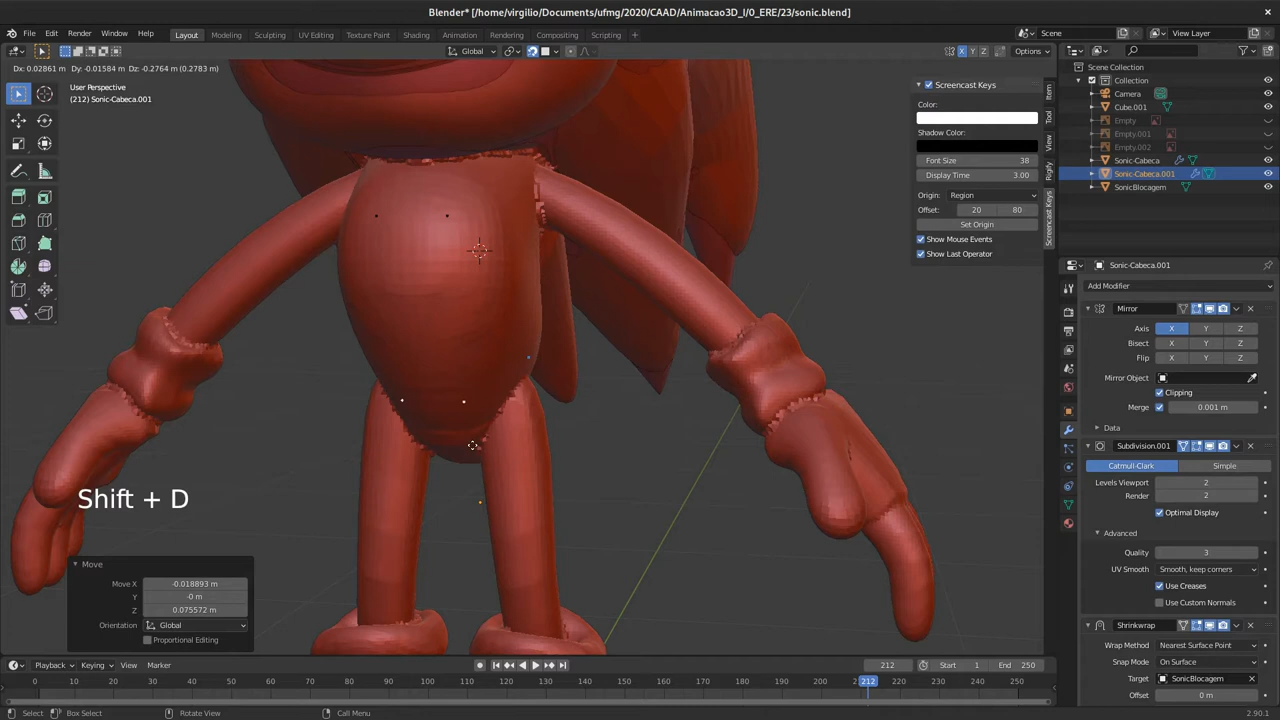 Blender* [/home/virgilio/Documents/ufmg/2020/CAAD/Animacao3D_I/0_ERE/23/sonic.blend]
File Edit Render Window Help Layout Modeling Sculpting UV Editing Texture Paint Shading Animation Rendering Compositing Scripting + Scene View Layer
Global X Y Z Options
Dx: 0.02861 m Dy: -0.01584 m Dz: -0.2764 m (0.2783 m)
User Perspective
(212) Sonic-Cabeca.001
Screencast Keys
Color:
Shadow Color:
Font Size 38
Display Time 3.00
Origin: Region
Offset: 20 80
Set Origin
Show Mouse Events
Show Last Operator
Item
Tool
View
Rigify
Screencast Keys
Scene Collection
Collection
Camera
Cube.001
Empty
Empty.001
Empty.002
Sonic-Cabeca
Sonic-Cabeca.001
SonicBlocagem
Sonic-Cabeca.001
Add Modifier
Mirror
Axis X Y Z
Bisect X Y Z
Flip X Y Z
Mirror Object
Clipping
Merge 0.001 m
Data
Subdivision.001
Catmull-Clark Simple
Levels Viewport 2
Render 2
Optimal Display
Advanced
Quality 3
UV Smooth Smooth, keep corners
Use Creases
Use Custom Normals
Shrinkwrap
Wrap Method Nearest Surface Point
Snap Mode On Surface
Target SonicBlocagem
Offset 0 m
Shift + D
Move
Move X -0.018893 m
Y -0 m
Z 0.075572 m
Orientation Global
Proportional Editing
Playback Keying View Marker 212 Start 1 End 250
0 10 20 30 40 50 60 70 80 90 100 110 120 130 140 150 160 170 180 190 200 212 220 230 240 250
Select Box Select Rotate View Call Menu 2.90.1